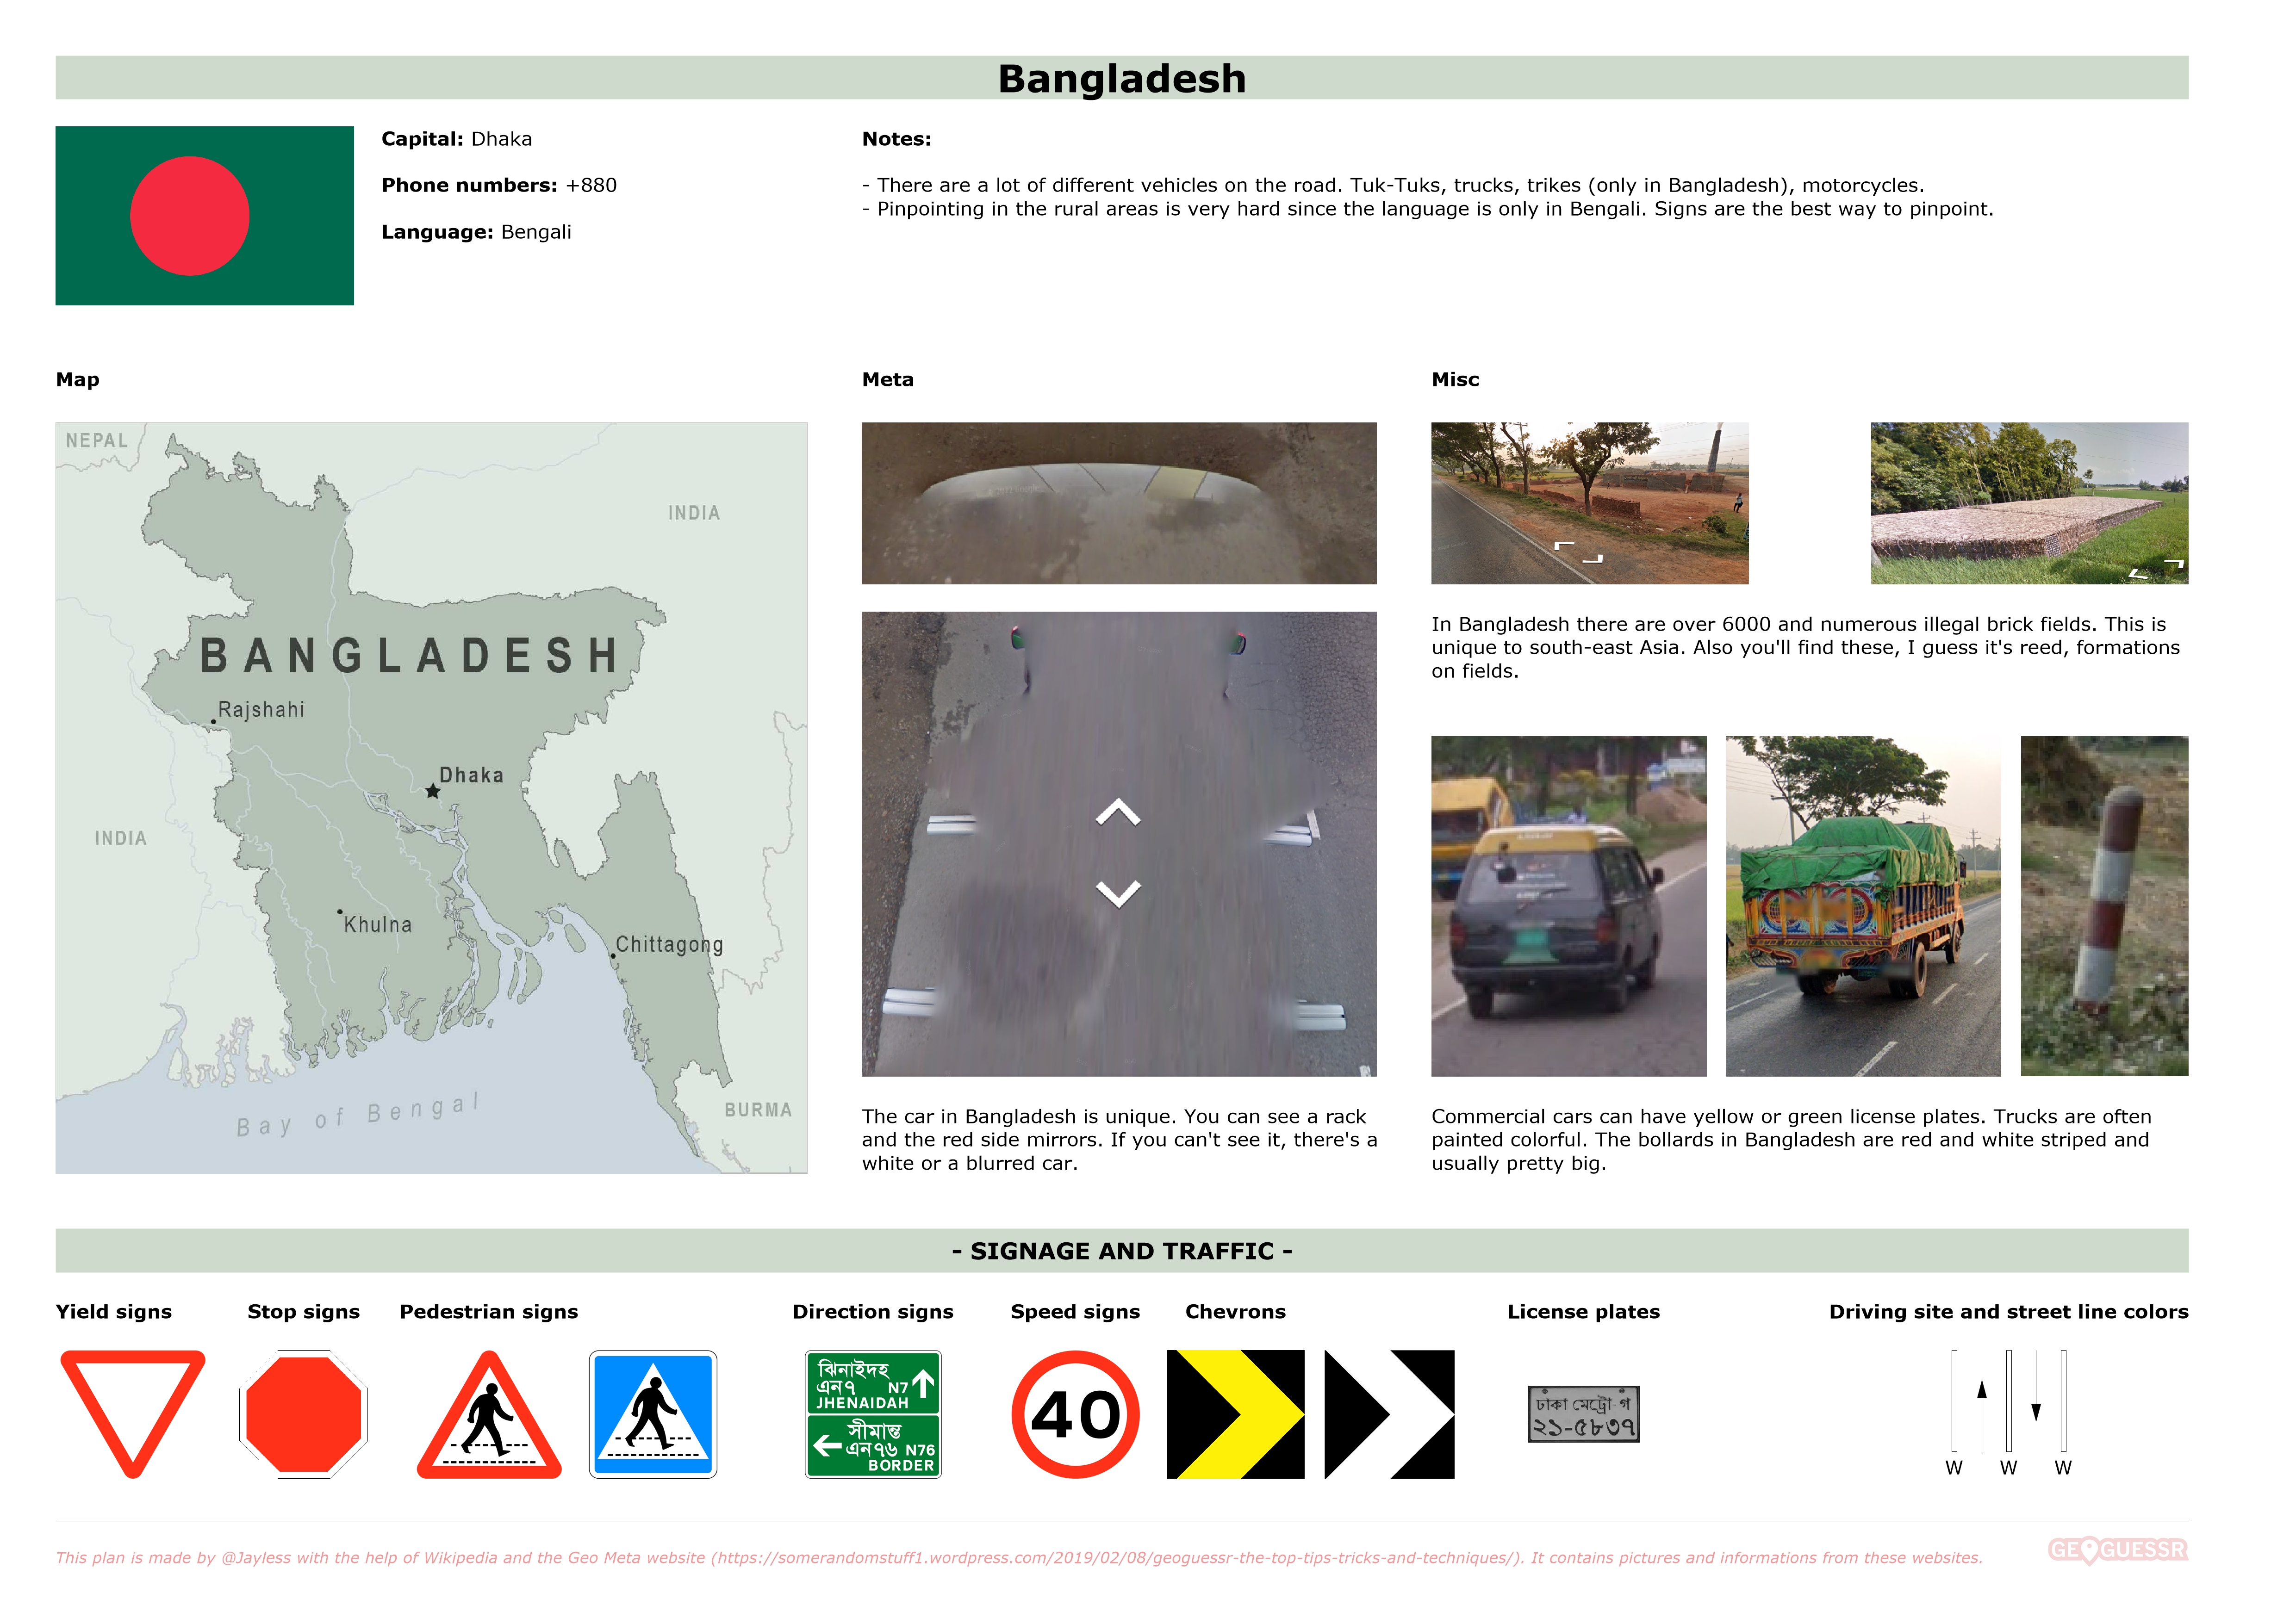 Bangladesh
Capital: Dhaka
Phone numbers: +880
Language: Bengali
Notes:
- There are a lot of different vehicles on the road. Tuk-Tuks, trucks, trikes (only in Bangladesh), motorcycles.
- Pinpointing in the rural areas is very hard since the language is only in Bengali. Signs are the best way to pinpoint.
Map
NEPAL
INDIA
BANGLADESH
Rajshahi
Dhaka
INDIA
Khulna
Chittagong
BURMA
Bay of Bengal
Meta
The car in Bangladesh is unique. You can see a rack
and the red side mirrors. If you can't see it, there's a
white or a blurred car.
Misc
In Bangladesh there are over 6000 and numerous illegal brick fields. This is
unique to south-east Asia. Also you'll find these, I guess it's reed, formations
on fields.
Commercial cars can have yellow or green license plates. Trucks are often
painted colorful. The bollards in Bangladesh are red and white striped and
usually pretty big.
- SIGNAGE AND TRAFFIC -
Yield signs
Stop signs
Pedestrian signs
Direction signs
ঝিনাইদহ
এন৭ N7
JHENAIDAH
সীমান্ত
এন৭৬ N76
BORDER
Speed signs
40
Chevrons
License plates
ঢাকা মেট্রো-গ
২১-৫৮৩৭
Driving site and street line colors
W W W
This plan is made by @Jayless with the help of Wikipedia and the Geo Meta website (https://somerandomstuff1.wordpress.com/2019/02/08/geoguessr-the-top-tips-tricks-and-techniques/). It contains pictures and informations from these websites.
GEOGUESSR